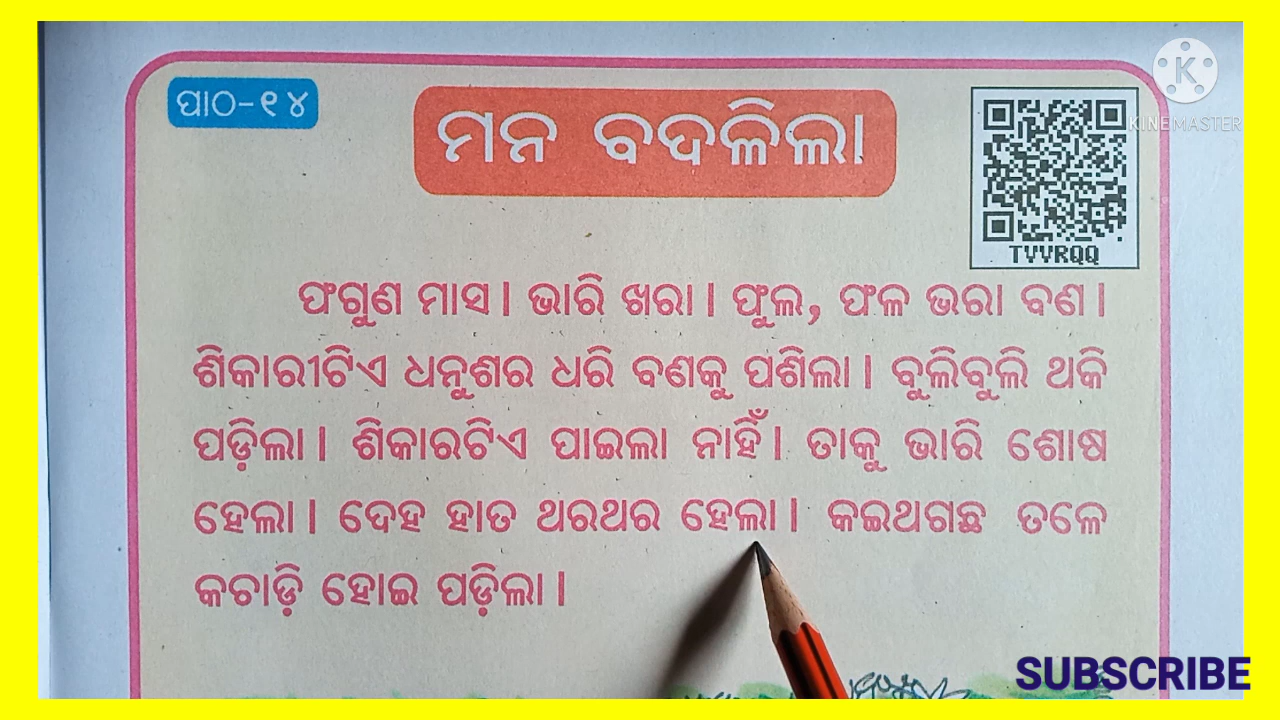 ପାଠ-୧୪
ମନ ବଦଳିଲା
KINEMASTER
TVVRQQ
ଫଗୁଣ ମାସ। ଭାରି ଖରା। ଫୁଲ, ଫଳ ଭରା ବଣ।
ଶିକାରୀଟିଏ ଧନୁଶର ଧରି ବଣକୁ ପଶିଲା। ବୁଲିବୁଲି ଥକି
ପଡ଼ିଲା। ଶିକାରଟିଏ ପାଇଲା ନାହିଁ। ତାକୁ ଭାରି ଶୋଷ
ହେଲା। ଦେହ ହାତ ଥରଥର ହେଲା। କଇଥଗଛ ତଳେ
କଚାଡ଼ି ହୋଇ ପଡ଼ିଲା।
SUBSCRIBE